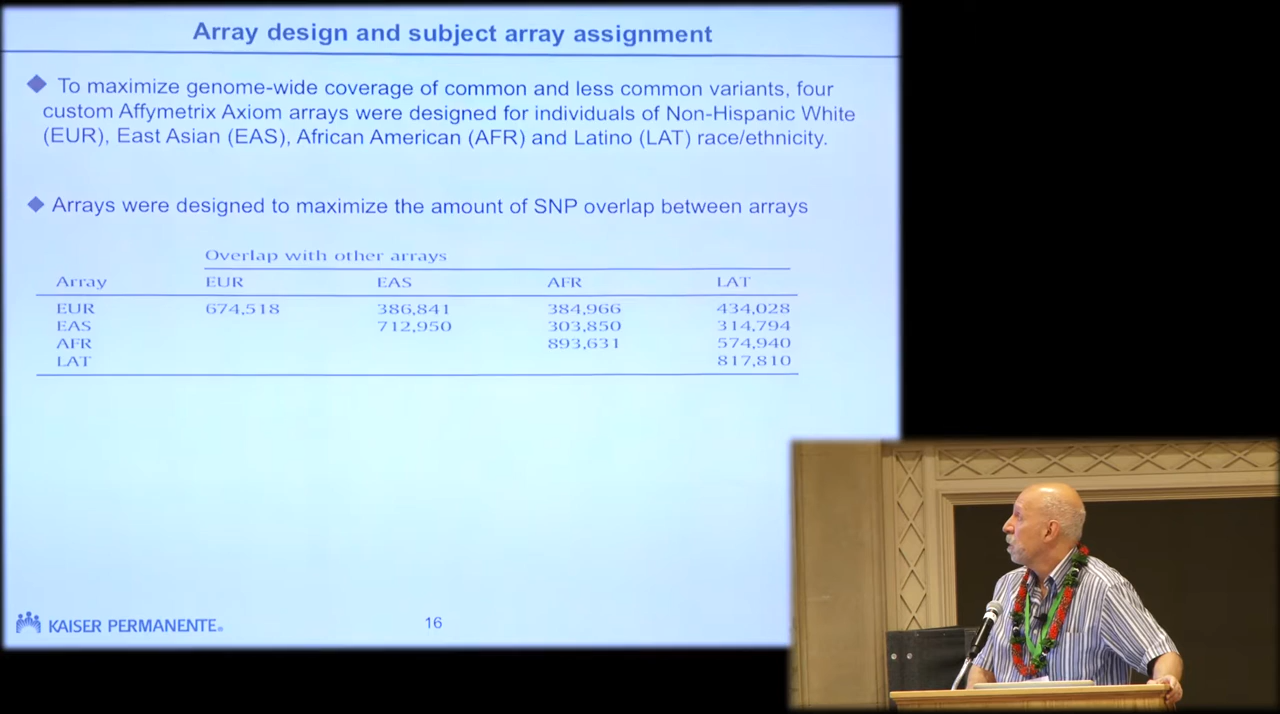 Array design and subject array assignment
To maximize genome-wide coverage of common and less common variants, four
custom Affymetrix Axiom arrays were designed for individuals of Non-Hispanic White
(EUR), East Asian (EAS), African American (AFR) and Latino (LAT) race/ethnicity.
Arrays were designed to maximize the amount of SNP overlap between arrays
Overlap with other arrays
Array EUR EAS AFR LAT
EUR 674,518 386,841 384,966 434,028
EAS 712,950 303,850 314,794
AFR 893,631 574,940
LAT 817,810
KAISER PERMANENTE®
16